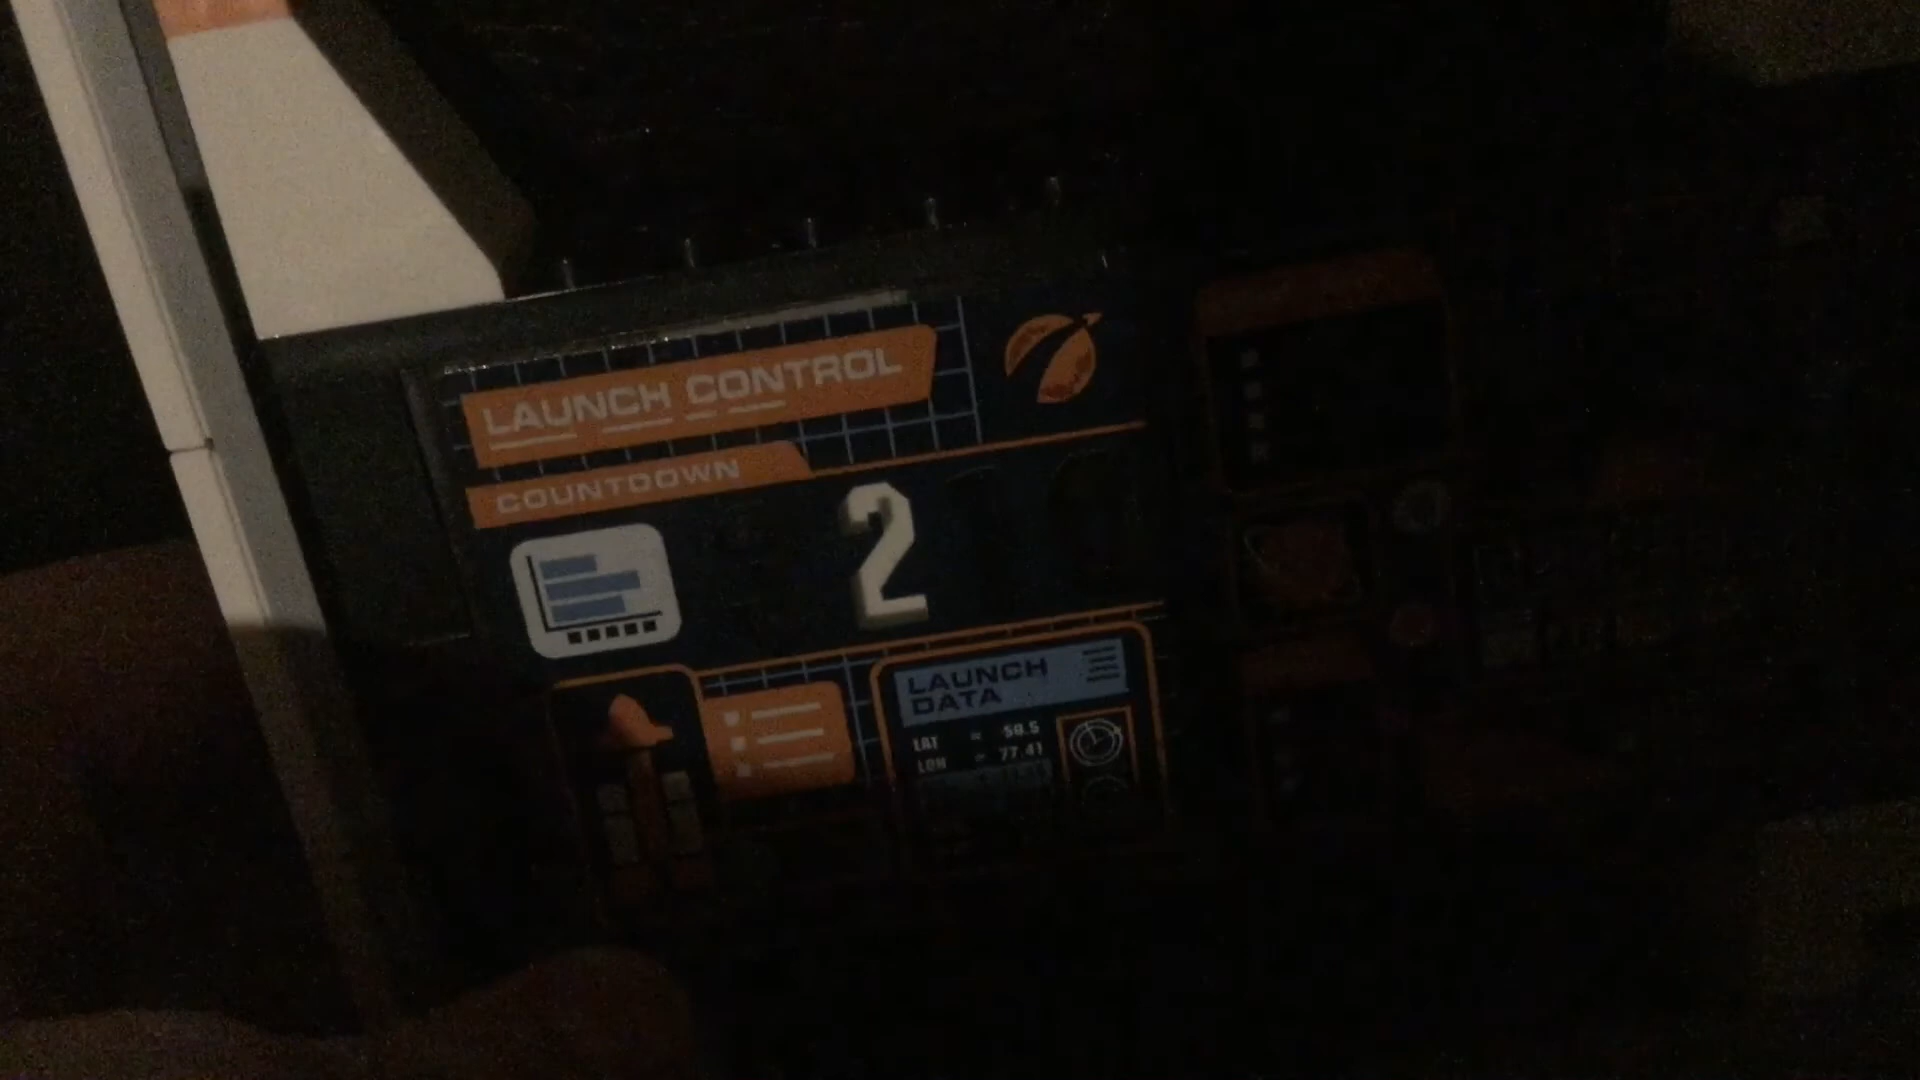 LAUNCH CONTROL
COUNTDOWN
2
LAUNCH
DATA
LAT = 58.5
LON = 77.41